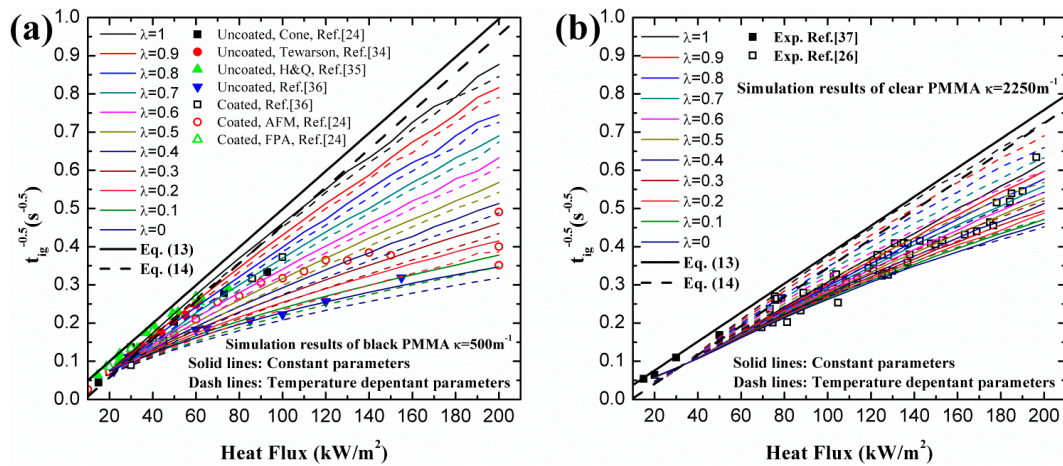 (a)
1.0
0.9
0.8
0.7
0.6
0.5
0.4
0.3
0.2
0.1
0.0
t_ig^-0.5 (s^-0.5)
λ=1
λ=0.9
λ=0.8
λ=0.7
λ=0.6
λ=0.5
λ=0.4
λ=0.3
λ=0.2
λ=0.1
λ=0
Eq. (13)
Eq. (14)
Uncoated, Cone, Ref.[24]
Uncoated, Tewarson, Ref.[34]
Uncoated, H&Q, Ref.[35]
Uncoated, Ref.[36]
Coated, Ref.[36]
Coated, AFM, Ref.[24]
Coated, FPA, Ref.[24]
Simulation results of black PMMA κ=500m⁻¹
Solid lines: Constant parameters
Dash lines: Temperature dependant parameters
20 40 60 80 100 120 140 160 180 200
Heat Flux (kW/m²)
(b)
1.0
0.9
0.8
0.7
0.6
0.5
0.4
0.3
0.2
0.1
0.0
t_ig^-0.5 (s^-0.5)
λ=1
λ=0.9
λ=0.8
λ=0.7
λ=0.6
λ=0.5
λ=0.4
λ=0.3
λ=0.2
λ=0.1
λ=0
Eq. (13)
Eq. (14)
Exp. Ref.[37]
Exp. Ref.[26]
Simulation results of clear PMMA κ=2250m⁻¹
Solid lines: Constant parameters
Dash lines: Temperature dependant parameters
20 40 60 80 100 120 140 160 180 200
Heat Flux (kW/m²)